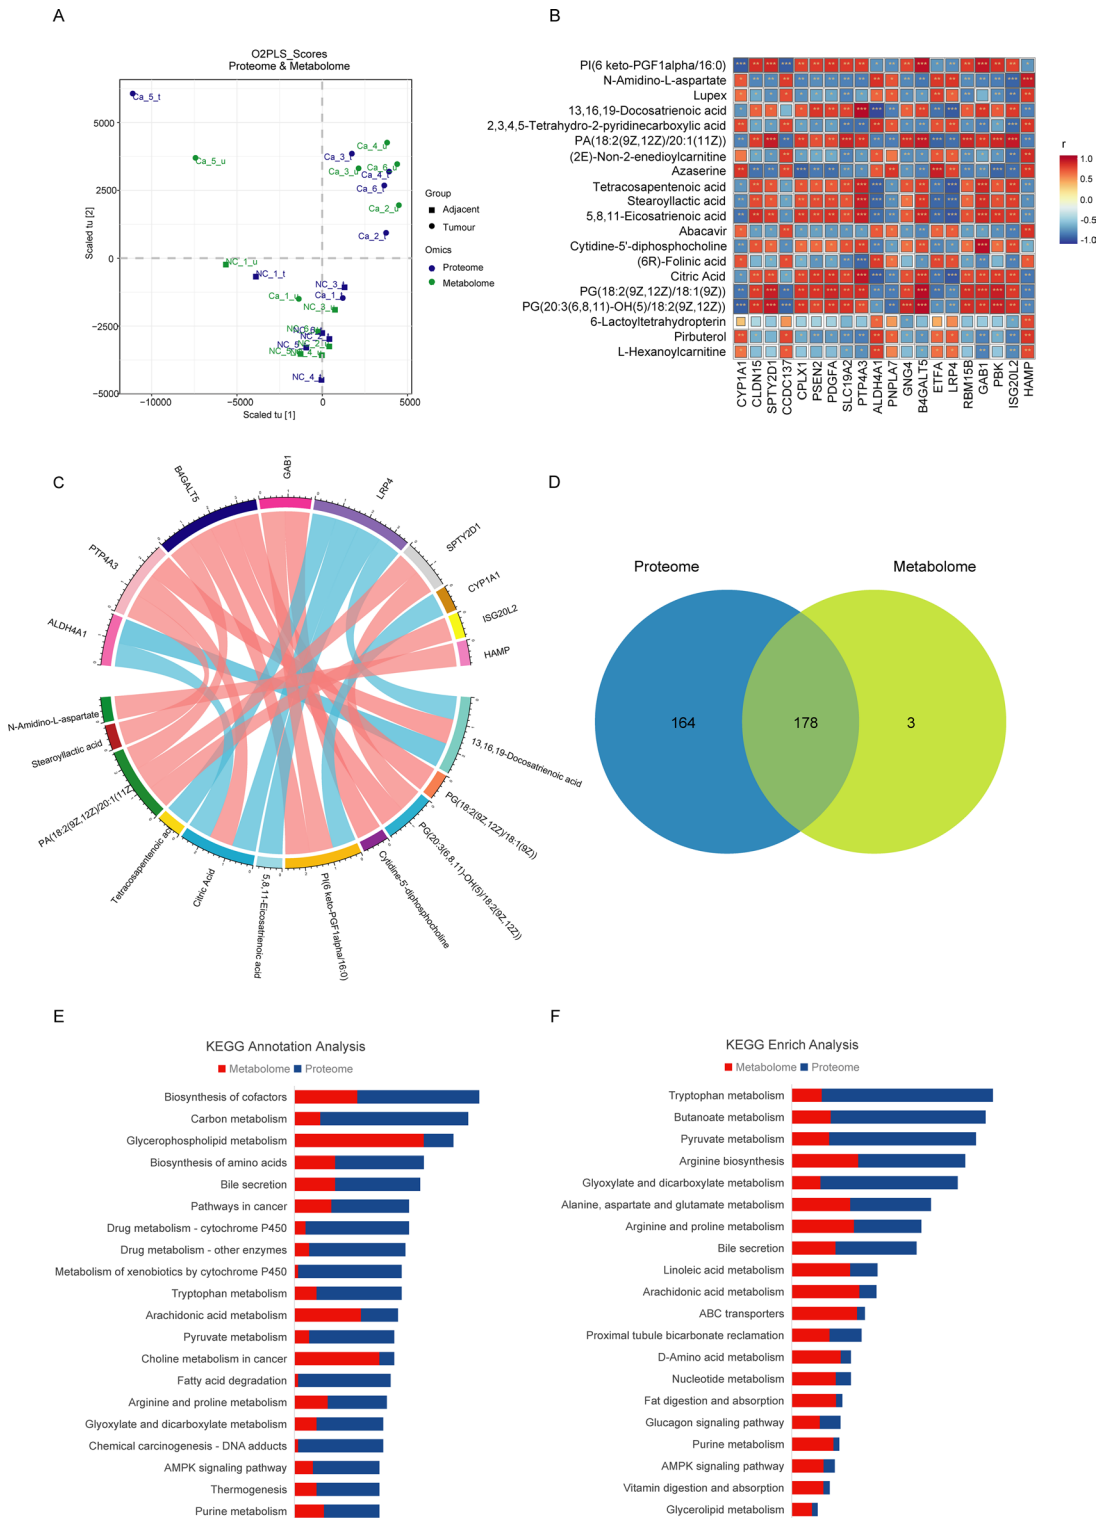 A
O2PLS_Scores
Proteome & Metabolome
Ca_5_t
Ca_5_u
Ca_4_u
Ca_3_t
Ca_6_u
Ca_3_u
Ca_4_t
Ca_6_t
Ca_2_u
Ca_2_t
NC_1_u
NC_1_t
NC_3_t
Ca_1_u
Ca_1_t
NC_3_u
NC_2_u
NC_4_u
NC_4_t
5000
2500
0
−2500
−5000
−10000
−5000
0
5000
Scaled tu [1]
Scaled tu [2]
Group
Adjacent
Tumour
Omics
Proteome
Metabolome
B
PI(6 keto-PGF1alpha/16:0)
N-Amidino-L-aspartate
Lupex
13,16,19-Docosatrienoic acid
2,3,4,5-Tetrahydro-2-pyridinecarboxylic acid
PA(18:2(9Z,12Z)/20:1(11Z))
(2E)-Non-2-enedioylcarnitine
Azaserine
Tetracosapentenoic acid
Stearoyllactic acid
5,8,11-Eicosatrienoic acid
Abacavir
Cytidine-5'-diphosphocholine
(6R)-Folinic acid
Citric Acid
PG(18:2(9Z,12Z)/18:1(9Z))
PG(20:3(6,8,11)-OH(5)/18:2(9Z,12Z))
6-Lactoyltetrahydropterin
Pirbuterol
L-Hexanoylcarnitine
CYP1A1
CLDN15
SPTY2D1
CCDC137
CPLX1
PSEN2
PDGFA
SLC19A2
PTP4A3
ALDH4A1
PNPLA7
GNG4
B4GALT5
ETFA
LRP4
RBM15B
GAB1
PBK
ISG20L2
HAMP
r
1.0
0.5
0.0
-0.5
-1.0
C
B4GALT5
GAB1
LRP4
SPTY2D1
CYP1A1
ISG20L2
HAMP
PTP4A3
ALDH4A1
N-Amidino-L-aspartate
Stearoyllactic acid
PA(18:2(9Z,12Z)/20:1(11Z
Tetracosapentenoic ac
Citric Acid
5,8,11-Eicosatrienoic acid
PI(6 keto-PGF1alpha/16:0)
Cytidine-5'-diphosphocholine
PG(20:3(6,8,11)-OH(5)/18:2(9Z,12Z))
PG(18:2(9Z,12Z)/18:1(9Z))
13,16,19-Docosatrienoic acid
D
Proteome
Metabolome
164
178
3
E
KEGG Annotation Analysis
Metabolome Proteome
Biosynthesis of cofactors
Carbon metabolism
Glycerophospholipid metabolism
Biosynthesis of amino acids
Bile secretion
Pathways in cancer
Drug metabolism - cytochrome P450
Drug metabolism - other enzymes
Metabolism of xenobiotics by cytochrome P450
Tryptophan metabolism
Arachidonic acid metabolism
Pyruvate metabolism
Choline metabolism in cancer
Fatty acid degradation
Arginine and proline metabolism
Glyoxylate and dicarboxylate metabolism
Chemical carcinogenesis - DNA adducts
AMPK signaling pathway
Thermogenesis
Purine metabolism
F
KEGG Enrich Analysis
Metabolome Proteome
Tryptophan metabolism
Butanoate metabolism
Pyruvate metabolism
Arginine biosynthesis
Glyoxylate and dicarboxylate metabolism
Alanine, aspartate and glutamate metabolism
Arginine and proline metabolism
Bile secretion
Linoleic acid metabolism
Arachidonic acid metabolism
ABC transporters
Proximal tubule bicarbonate reclamation
D-Amino acid metabolism
Nucleotide metabolism
Fat digestion and absorption
Glucagon signaling pathway
Purine metabolism
AMPK signaling pathway
Vitamin digestion and absorption
Glycerolipid metabolism